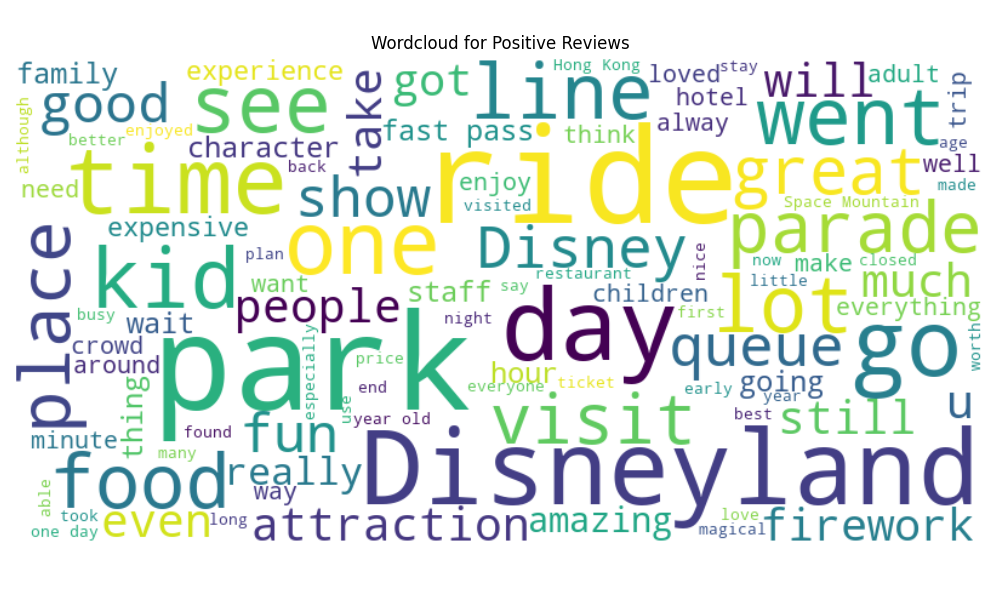 Wordcloud for Positive Reviews
family
experience
got
line
Hong Kong
loved
stay
will
adult
trip
although
good
see
take
hotel
went
better
enjoyed
fast pass
think
alway
age
character
back
time
ride
great
well
need
show
enjoy
made
visited
Space Mountain
place
expensive
one
Disney
parade
plan
nice
now
make
closed
kid
want
restaurant
little
much
people
staff
say
children
lot
everything
busy
wait
night
day
first
go
worth
crowd
around
park
especially
price
queue
hour
ticket
going
thing
end
everyone
early
year
use
year old
visit
best
still
u
minute
found
fun
many
Disneyland
food
really
way
able
took
one day
even
long
attraction
amazing
love
magical
firework